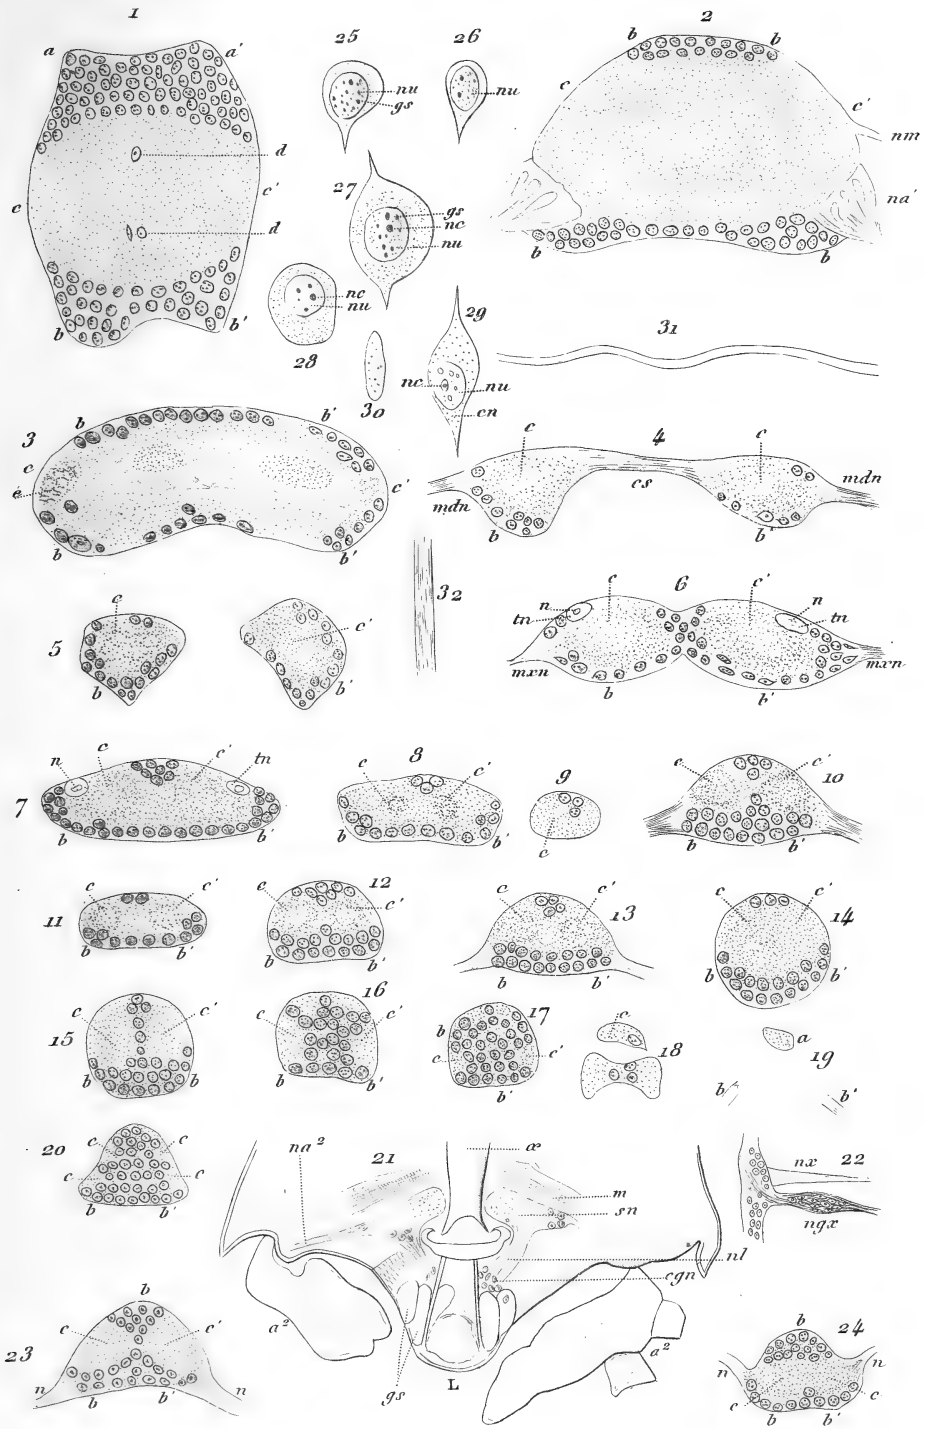 1
a a'
c c'
d
d
b b'
25
nu
gs
26
nu
2
b b
c c'
nm
na'
b b
27
gs
nc
nu
28
nc
nu
29
nc nu
cn
30
31
3
b b'
c c'
e
b b'
4
c c
mdn cs mdn
b b'
32
5
c c'
b b'
6
c c'
n n
tn tn
mxn mxn
b b'
7
n c c' tn
b b'
8
c c'
b b'
9
c
10
c c'
b b'
11
c c'
b b'
12
c c'
b b'
13
c c'
b b'
14
c c'
b b'
15
c c'
b b
16
c c'
b b'
17
b
c c'
b'
18
c
19
a
b b'
20
c c
c c
b b'
21
na² œ
m
sn
nl
cgn
a² a²
gs
L
22
nx
ngx
23
b
c c'
n n
b b'
24
b
n n
c c
b b'